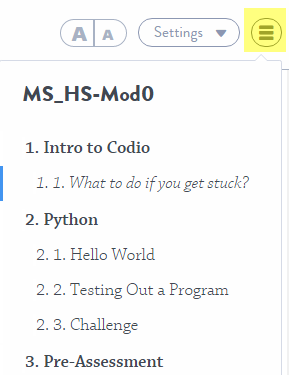 A A Settings
MS_HS-Mod0
1. Intro to Codio
1. 1. What to do if you get stuck?
2. Python
2. 1. Hello World
2. 2. Testing Out a Program
2. 3. Challenge
3. Pre-Assessment